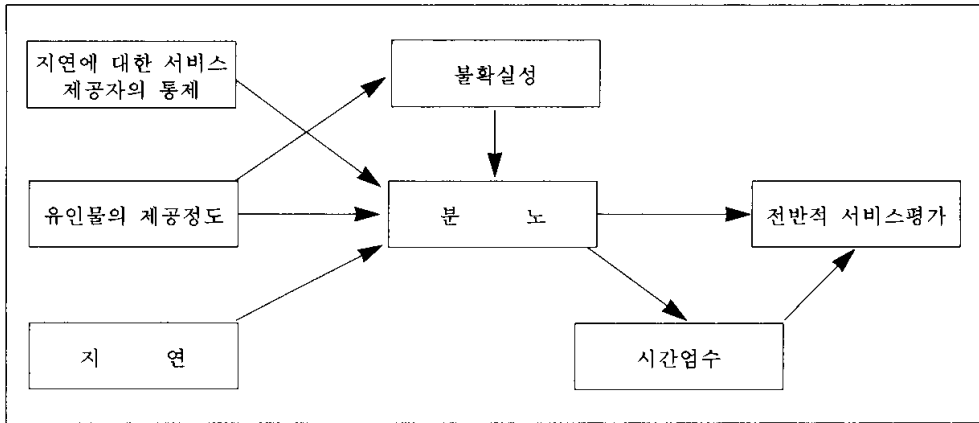 지연에 대한 서비스
제공자의 통제
불확실성
유인물의 제공정도
분 노
전반적 서비스평가
지 연
시간엄수